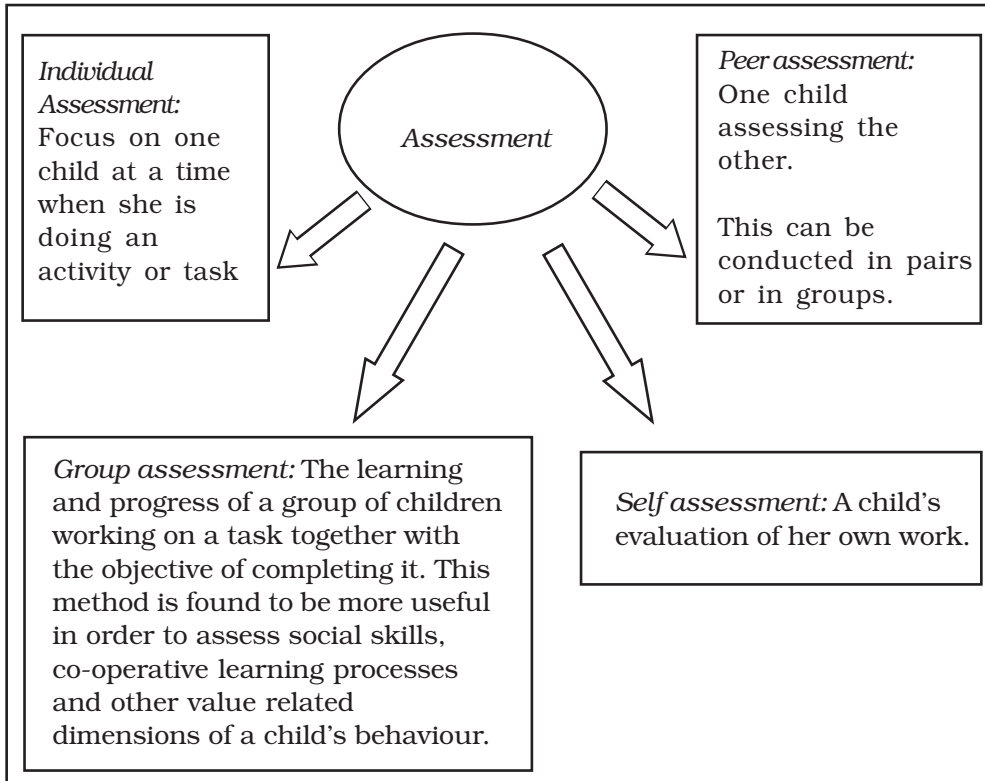 Individual
Assessment:
Focus on one
child at a time
when she is
doing an
activity or task
Assessment
Peer assessment:
One child
assessing the
other.
This can be
conducted in pairs
or in groups.
Group assessment: The learning
and progress of a group of children
working on a task together with
the objective of completing it. This
method is found to be more useful
in order to assess social skills,
co-operative learning processes
and other value related
dimensions of a child’s behaviour.
Self assessment: A child’s
evaluation of her own work.